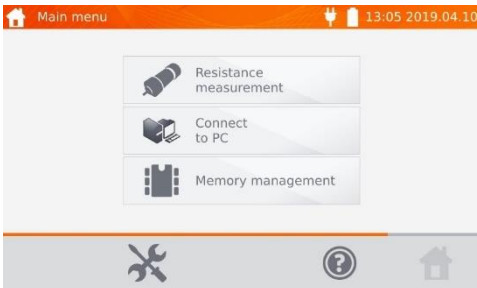 Main menu
13:05 2019.04.10
Resistance
measurement
Connect
to PC
Memory management
?